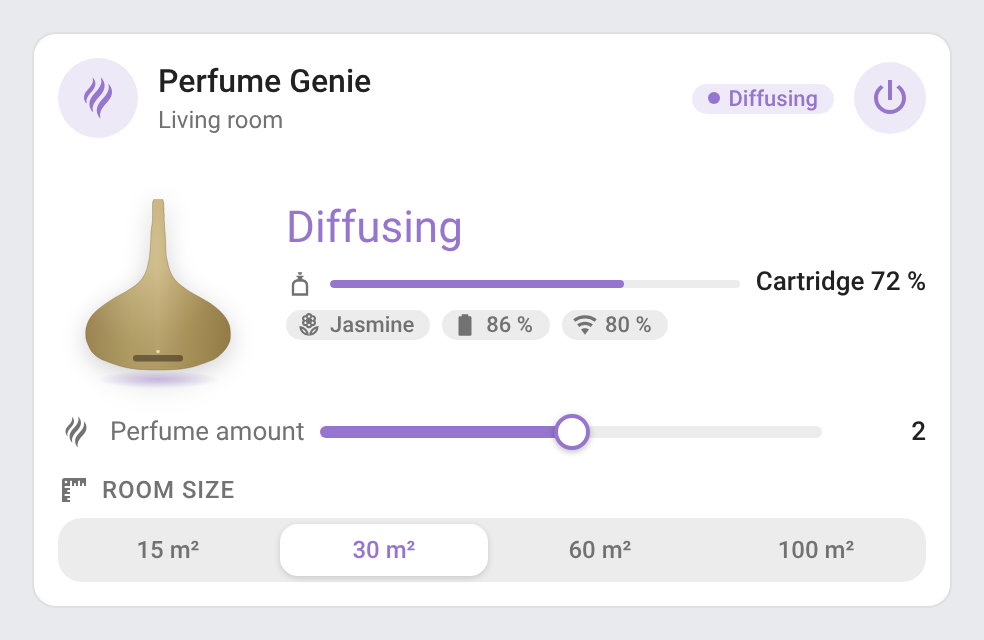 Perfume Genie
Living room
Diffusing
Diffusing
Cartridge 72 %
Jasmine 86 % 80 %
Perfume amount 2
ROOM SIZE
15 m² 30 m² 60 m² 100 m²